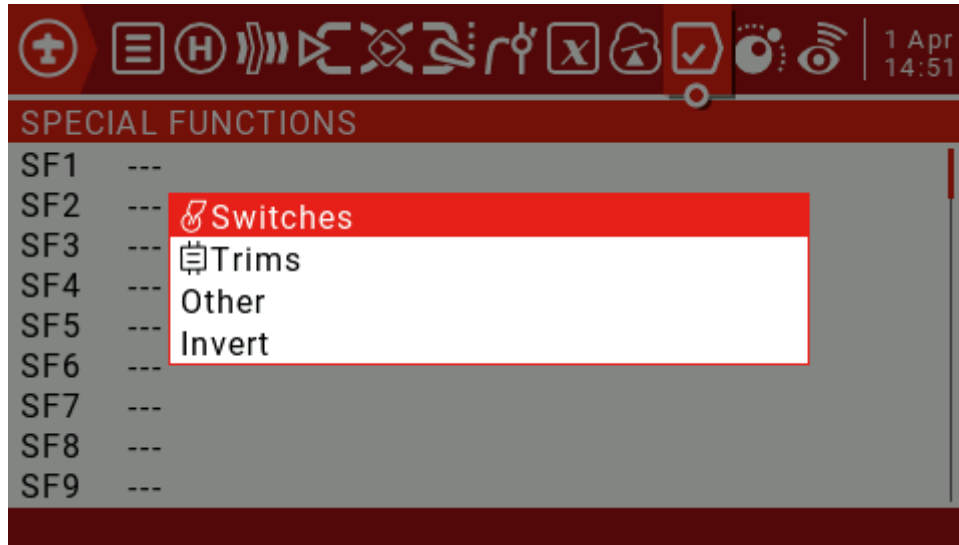 H x 1 Apr
14:51
SPECIAL FUNCTIONS
SF1 ---
SF2 ---
SF3 ---
SF4 ---
SF5 ---
SF6 ---
SF7 ---
SF8 ---
SF9 ---
Switches
Trims
Other
Invert